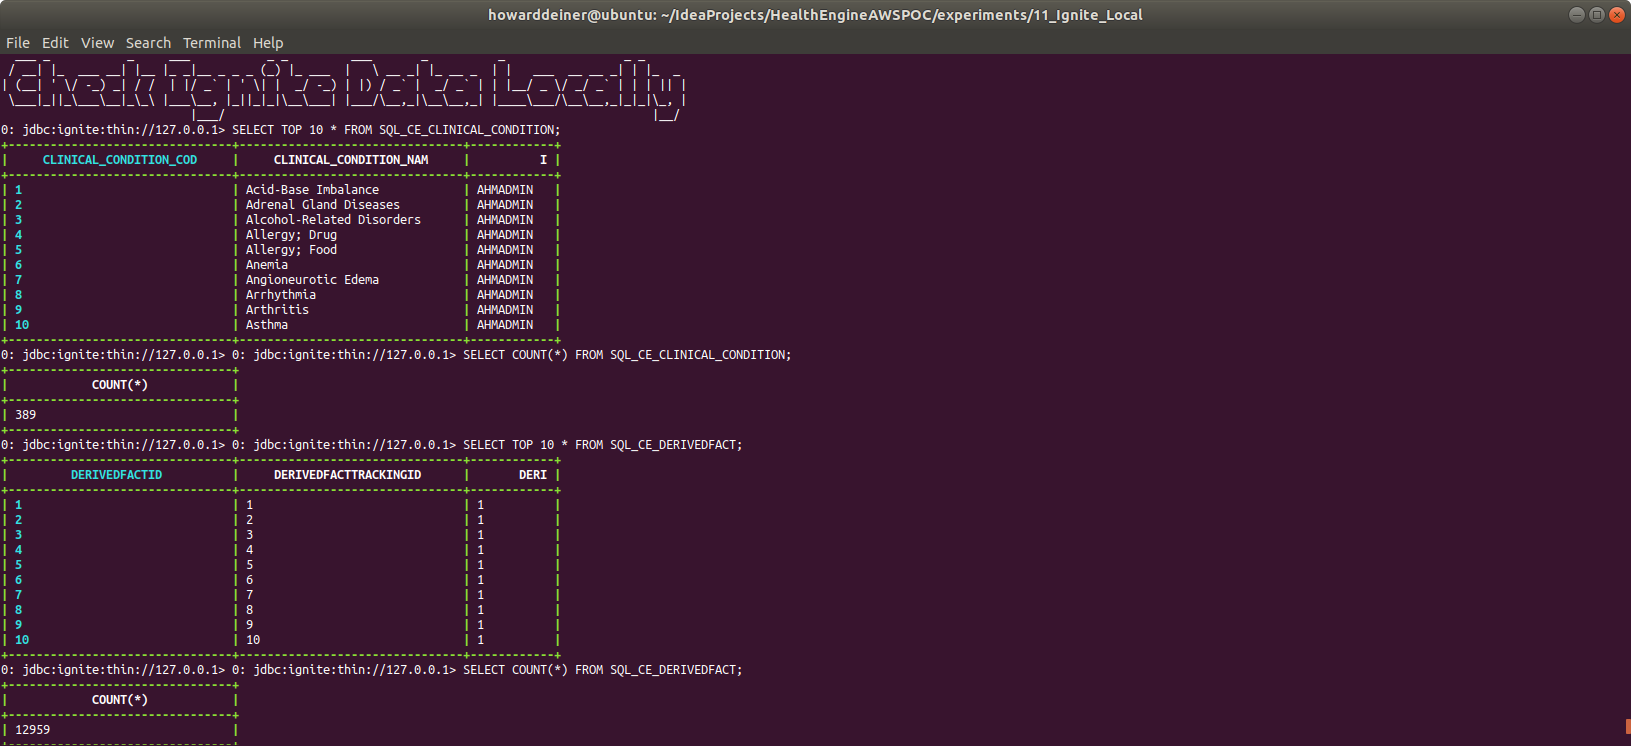 howarddeiner@ubuntu: ~/IdeaProjects/HealthEngineAWSPOC/experiments/11_Ignite_Local
File Edit View Search Terminal Help
Check Ignite Data Locally
0: jdbc:ignite:thin://127.0.0.1> SELECT TOP 10 * FROM SQL_CE_CLINICAL_CONDITION;
+--------------------------------+--------------------------------+------------+
| CLINICAL_CONDITION_COD | CLINICAL_CONDITION_NAM | I |
+--------------------------------+--------------------------------+------------+
| 1 | Acid-Base Imbalance | AHMADMIN |
| 2 | Adrenal Gland Diseases | AHMADMIN |
| 3 | Alcohol-Related Disorders | AHMADMIN |
| 4 | Allergy; Drug | AHMADMIN |
| 5 | Allergy; Food | AHMADMIN |
| 6 | Anemia | AHMADMIN |
| 7 | Angioneurotic Edema | AHMADMIN |
| 8 | Arrhythmia | AHMADMIN |
| 9 | Arthritis | AHMADMIN |
| 10 | Asthma | AHMADMIN |
+--------------------------------+--------------------------------+------------+
0: jdbc:ignite:thin://127.0.0.1> 0: jdbc:ignite:thin://127.0.0.1> SELECT COUNT(*) FROM SQL_CE_CLINICAL_CONDITION;
+--------------------------------+
| COUNT(*) |
+--------------------------------+
| 389 |
+--------------------------------+
0: jdbc:ignite:thin://127.0.0.1> 0: jdbc:ignite:thin://127.0.0.1> SELECT TOP 10 * FROM SQL_CE_DERIVEDFACT;
+--------------------------------+--------------------------------+------------+
| DERIVEDFACTID | DERIVEDFACTTRACKINGID | DERI |
+--------------------------------+--------------------------------+------------+
| 1 | 1 | 1 |
| 2 | 2 | 1 |
| 3 | 3 | 1 |
| 4 | 4 | 1 |
| 5 | 5 | 1 |
| 6 | 6 | 1 |
| 7 | 7 | 1 |
| 8 | 8 | 1 |
| 9 | 9 | 1 |
| 10 | 10 | 1 |
+--------------------------------+--------------------------------+------------+
0: jdbc:ignite:thin://127.0.0.1> 0: jdbc:ignite:thin://127.0.0.1> SELECT COUNT(*) FROM SQL_CE_DERIVEDFACT;
+--------------------------------+
| COUNT(*) |
+--------------------------------+
| 12959 |
+--------------------------------+